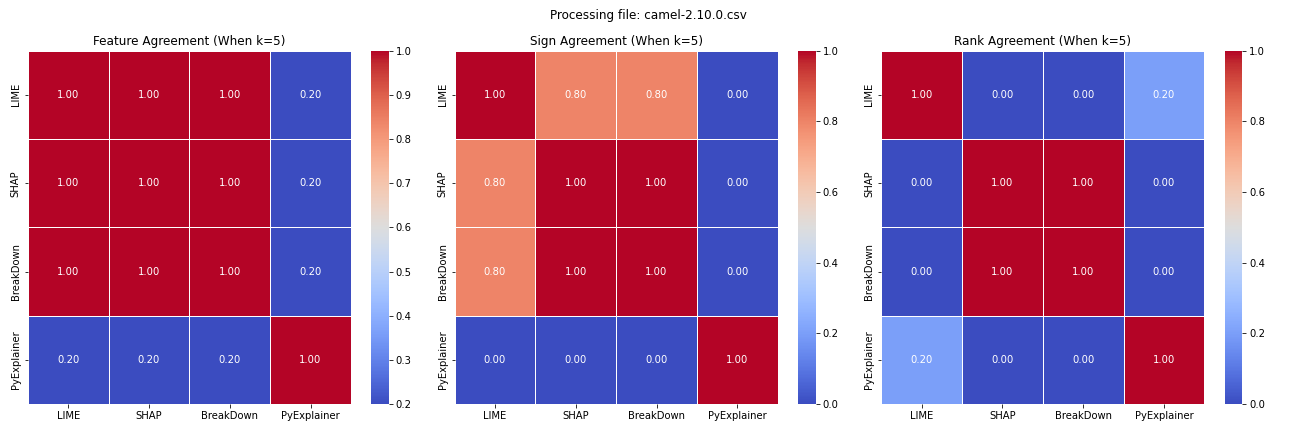 Processing file: camel-2.10.0.csv
Feature Agreement (When k=5)
LIME
SHAP
BreakDown
PyExplainer
1.00 1.00 1.00 0.20
1.00 1.00 1.00 0.20
1.00 1.00 1.00 0.20
0.20 0.20 0.20 1.00
LIME SHAP BreakDown PyExplainer
1.0
0.9
0.8
0.7
0.6
0.5
0.4
0.3
0.2
Sign Agreement (When k=5)
LIME
SHAP
BreakDown
PyExplainer
1.00 0.80 0.80 0.00
0.80 1.00 1.00 0.00
0.80 1.00 1.00 0.00
0.00 0.00 0.00 1.00
LIME SHAP BreakDown PyExplainer
1.0
0.8
0.6
0.4
0.2
0.0
Rank Agreement (When k=5)
LIME
SHAP
BreakDown
PyExplainer
1.00 0.00 0.00 0.20
0.00 1.00 1.00 0.00
0.00 1.00 1.00 0.00
0.20 0.00 0.00 1.00
LIME SHAP BreakDown PyExplainer
1.0
0.8
0.6
0.4
0.2
0.0